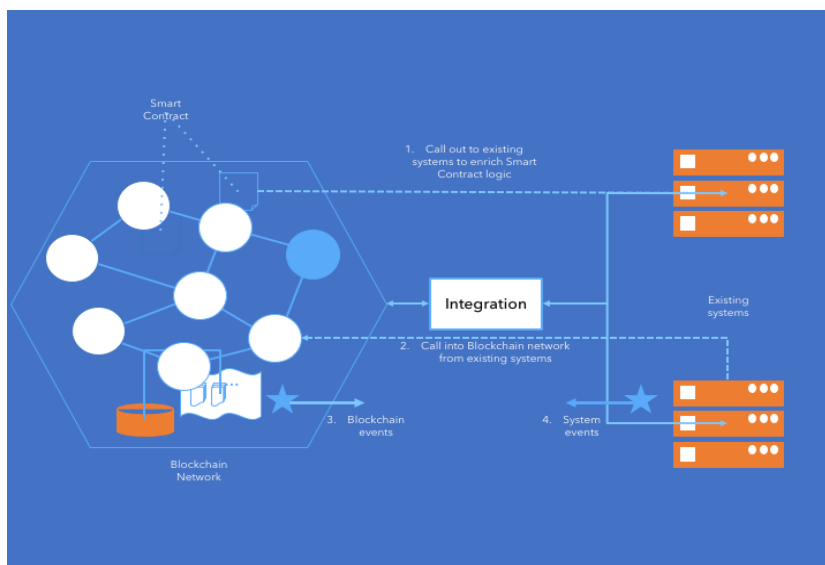 Smart
Contract
1. Call out to existing
systems to enrich Smart
Contract logic
Integration
Existing
systems
2. Call into Blockchain network
from existing systems
3. Blockchain
events
4. System
events
Blockchain
Network